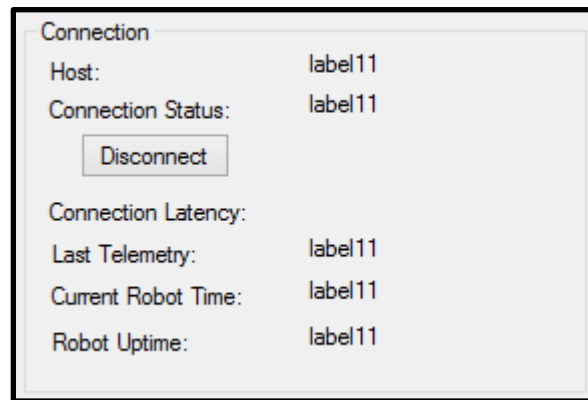 Connection
Host: label11
Connection Status: label11
Disconnect
Connection Latency:
Last Telemetry: label11
Current Robot Time: label11
Robot Uptime: label11